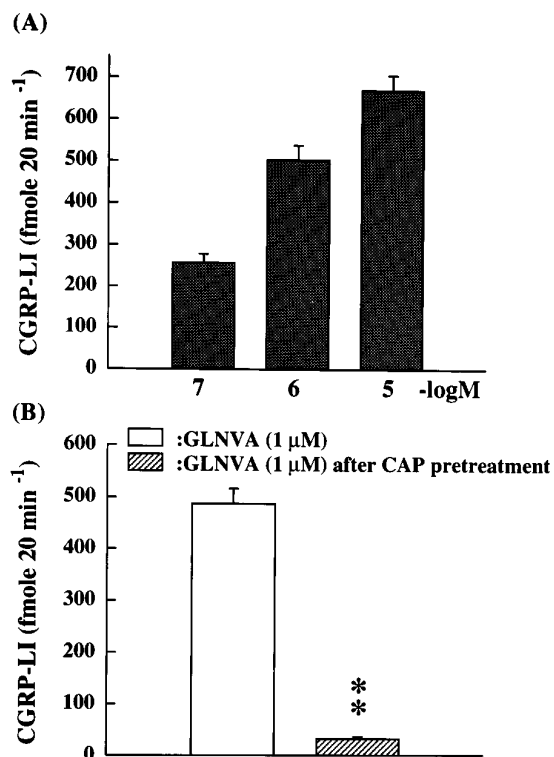 (A)
700
600
500
400
300
200
100
0
CGRP-LI (fmole 20 min -1)
7 6 5 -logM
(B)
600
500
400
300
200
100
0
CGRP-LI (fmole 20 min -1)
:GLNVA (1 μM)
:GLNVA (1 μM) after CAP pretreatment
*
*